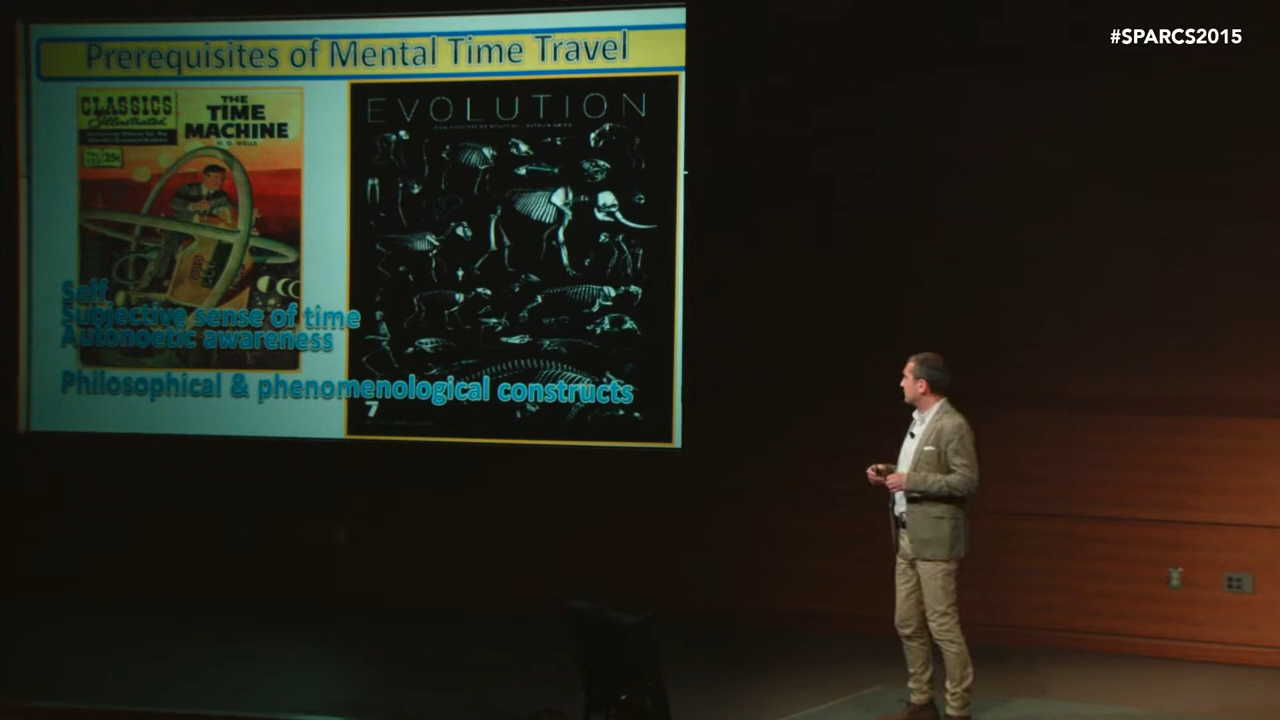 #SPARCS2015
Prerequisites of Mental Time Travel
CLASSICS
Illustrated
THE
TIME
MACHINE
H. G. WELLS
25¢
EVOLUTION
Self
Subjective sense of time
Autonoetic awareness
Philosophical & phenomenological constructs
7